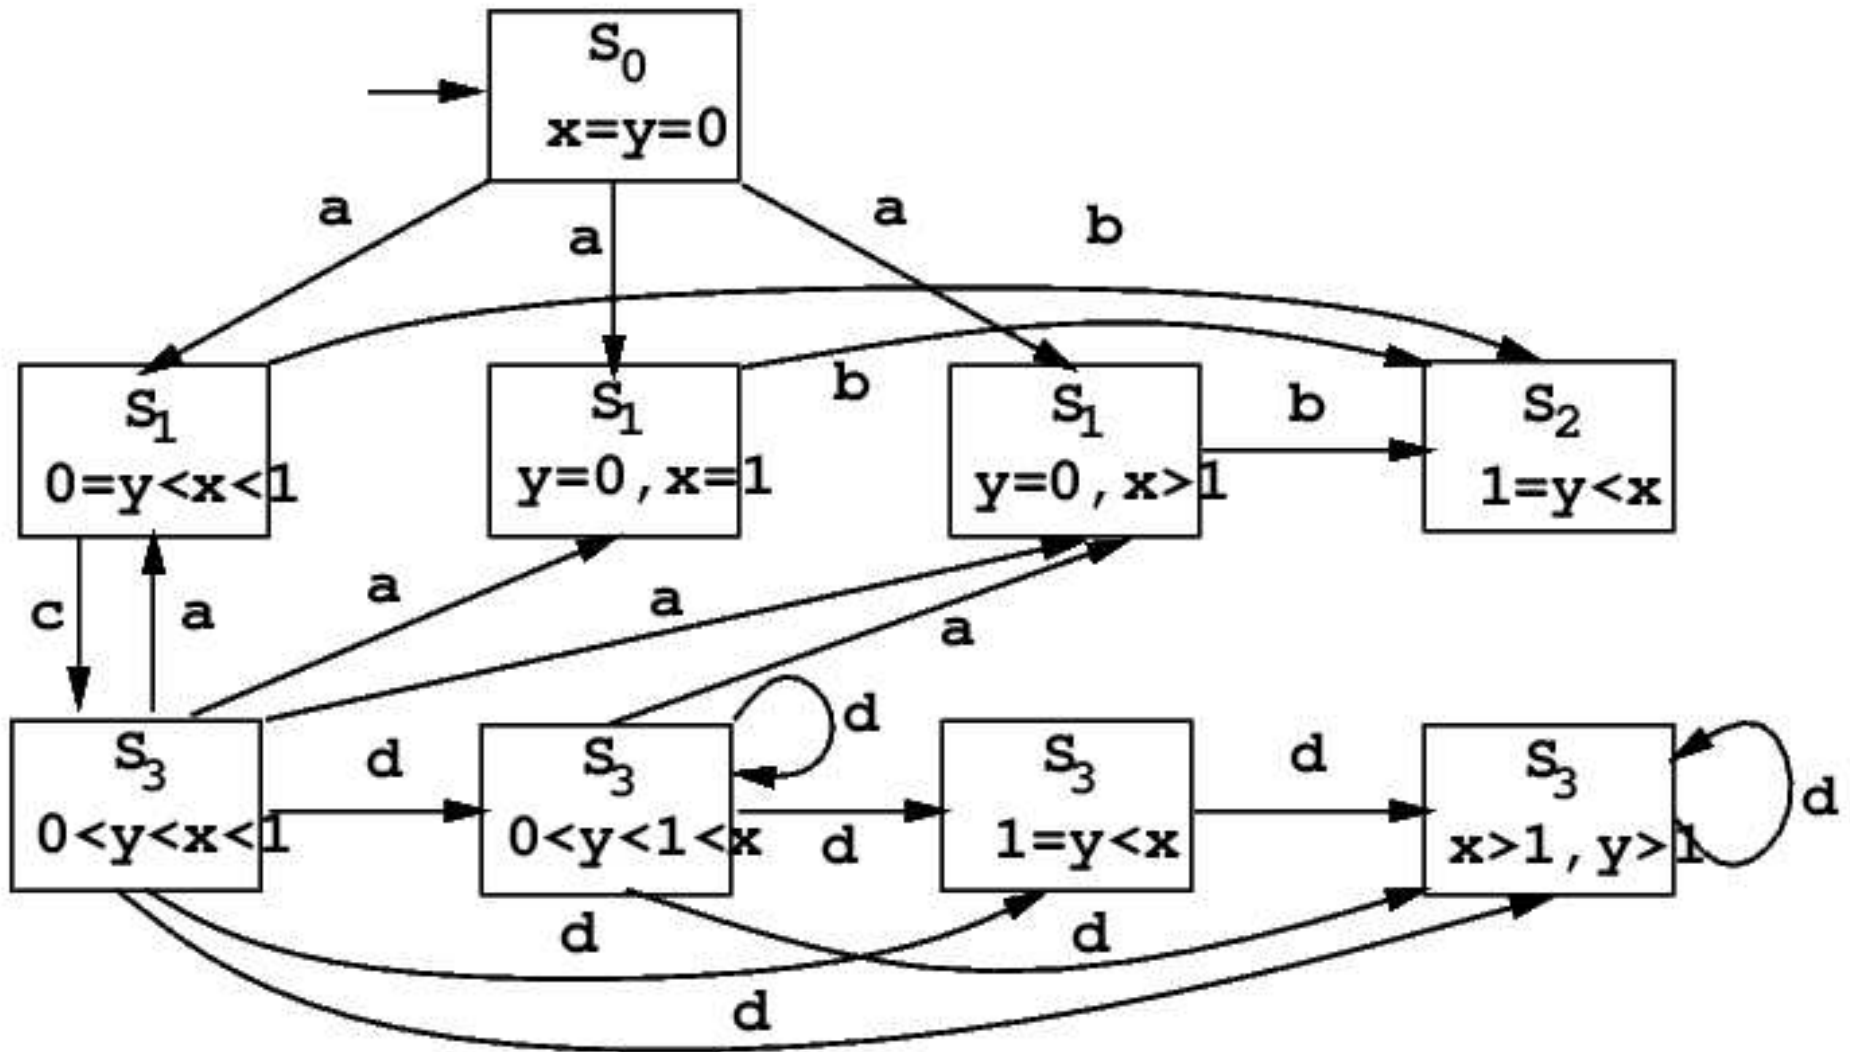 S0
x=y=0
a
a
a
b
S1
0=y<x<1
S1
y=0,x=1
b
S1
y=0,x>1
b
S2
1=y<x
c
a
a
a
a
S3
0<y<x<1
d
S3
0<y<1<x
d
d
S3
1=y<x
d
S3
x>1,y>1
d
d
d
d